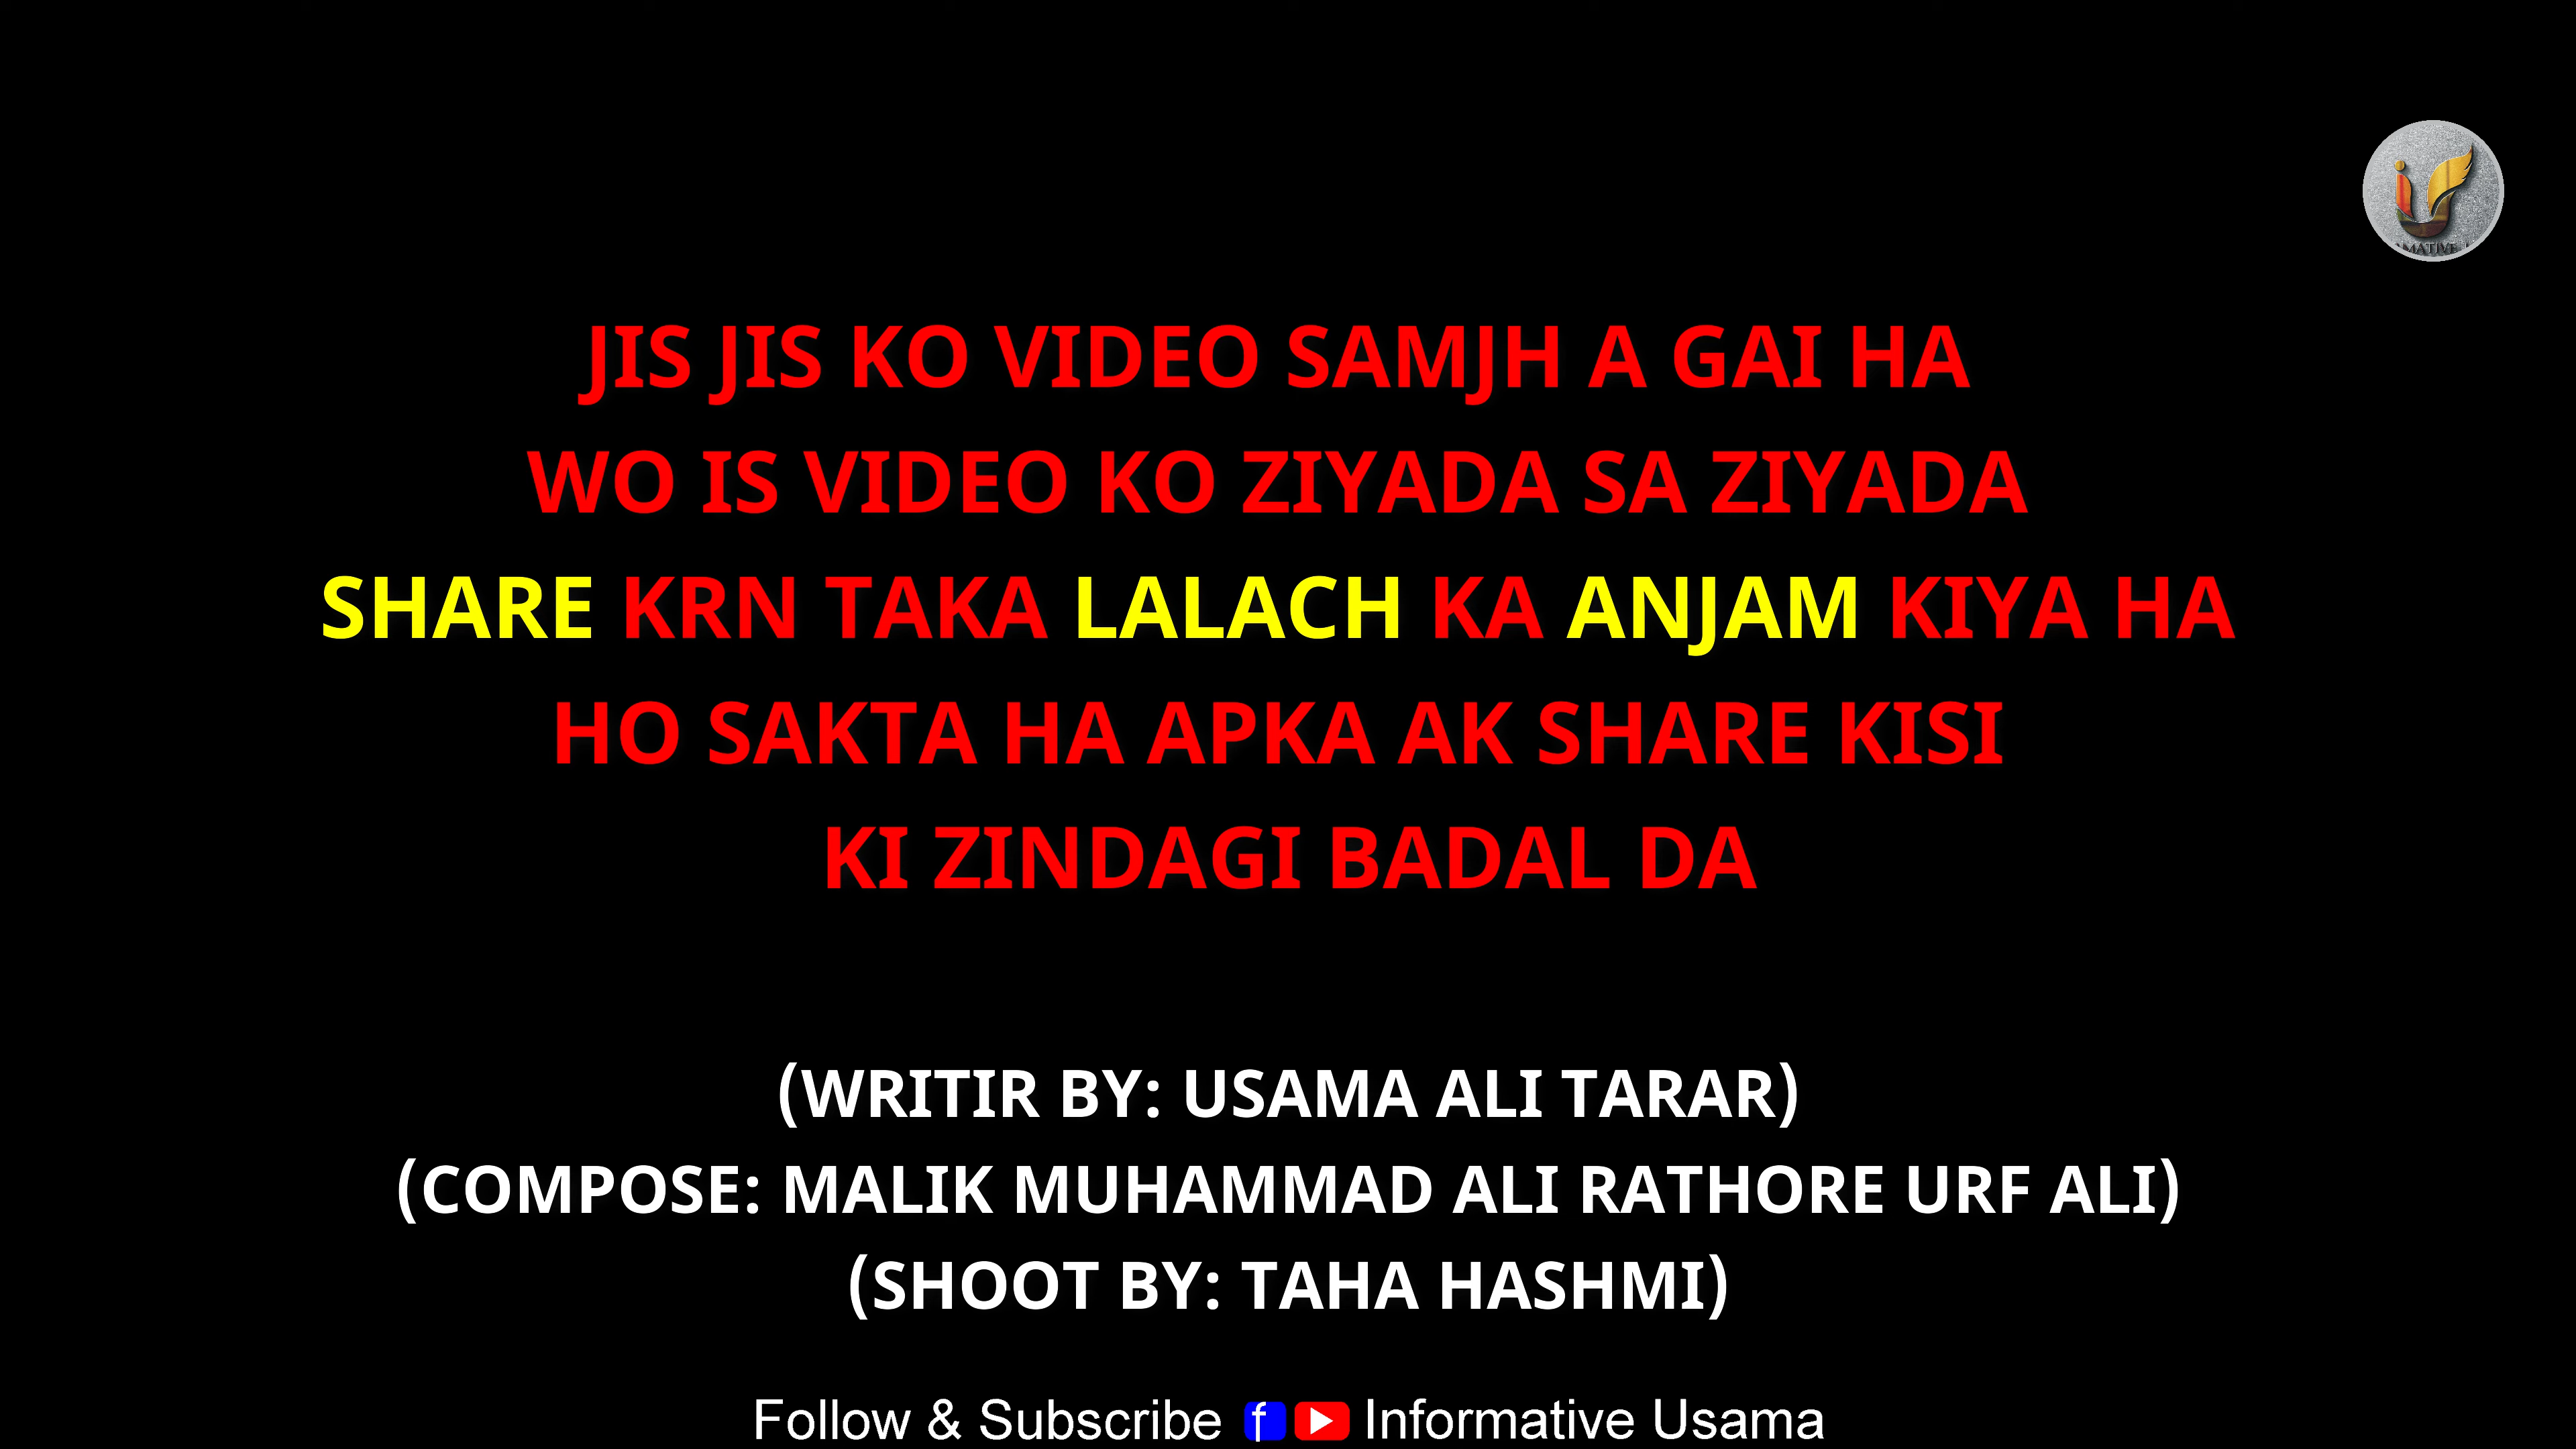 JIS JIS KO VIDEO SAMJH A GAI HA
WO IS VIDEO KO ZIYADA SA ZIYADA
SHARE KRN TAKA LALACH KA ANJAM KIYA HA
HO SAKTA HA APKA AK SHARE KISI
KI ZINDAGI BADAL DA
(WRITIR BY: USAMA ALI TARAR)
(COMPOSE: MALIK MUHAMMAD ALI RATHORE URF ALI)
(SHOOT BY: TAHA HASHMI)
Follow & Subscribe f Informative Usama